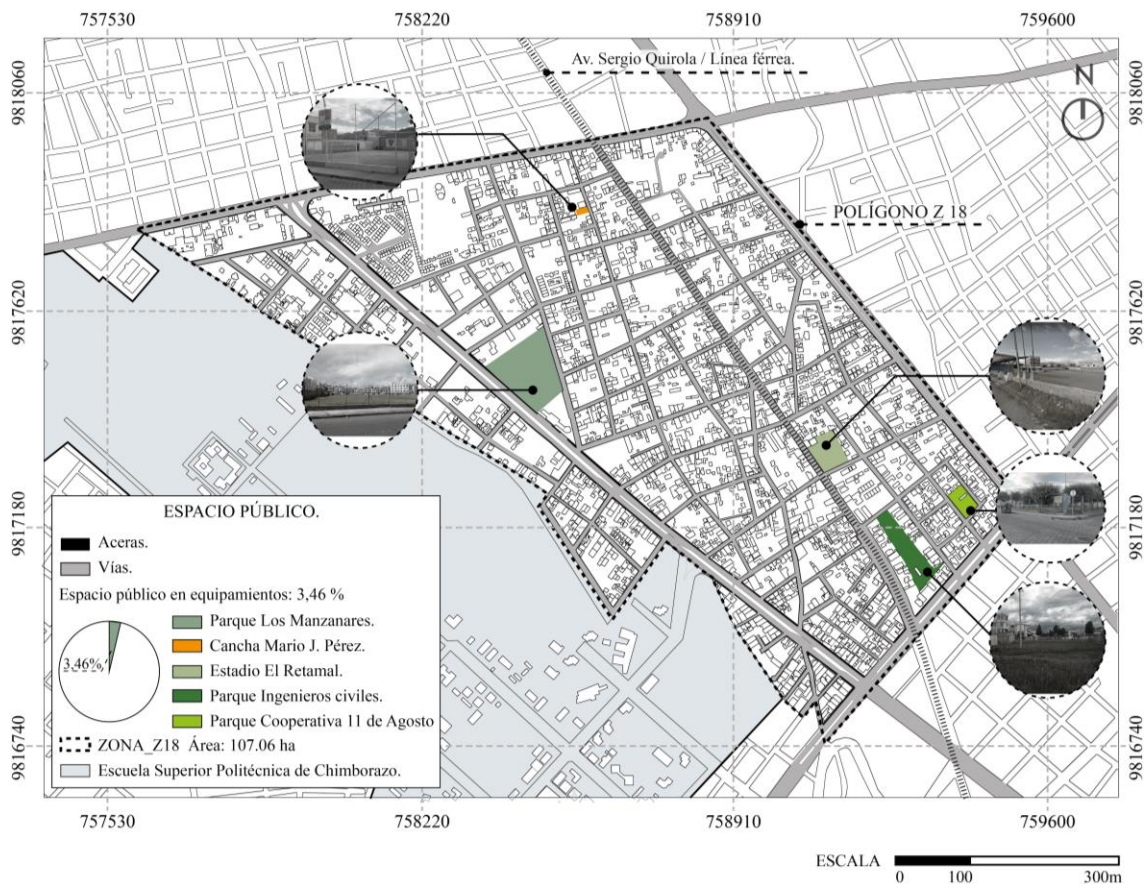 757530 758220 758910 759600
Av. Sergio Quirola / Línea férrea.
9818060
9818060
N
POLÍGONO Z 18
9817620
9817620
9817180
9817180
9816740
9816740
ESPACIO PÚBLICO.
Aceras.
Vías.
Espacio público en equipamientos: 3,46 %
3.46%
Parque Los Manzanares.
Cancha Mario J. Pérez.
Estadio El Retamal.
Parque Ingenieros civiles.
Parque Cooperativa 11 de Agosto
ZONA_Z18 Área: 107.06 ha
Escuela Superior Politécnica de Chimborazo.
757530 758220 758910 759600
ESCALA
0 100 300m